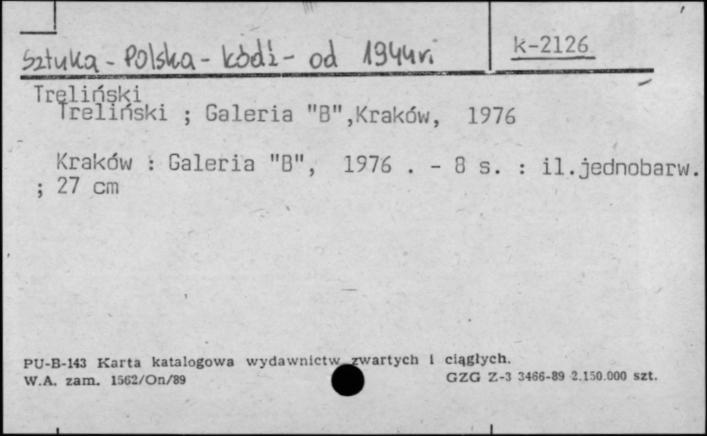 Sztuka - Polska - Łódź - od 1944r.
k-2126
Treliński
Treliński ; Galeria "B",Kraków, 1976
Kraków : Galeria "B", 1976 . - 8 s. : il.jednobarw.
; 27 cm
PU-B-143 Karta katalogowa wydawnictw zwartych i ciągłych.
W.A. zam. 1562/On/89
GZG Z-3 3466-89 2.150.000 szt.